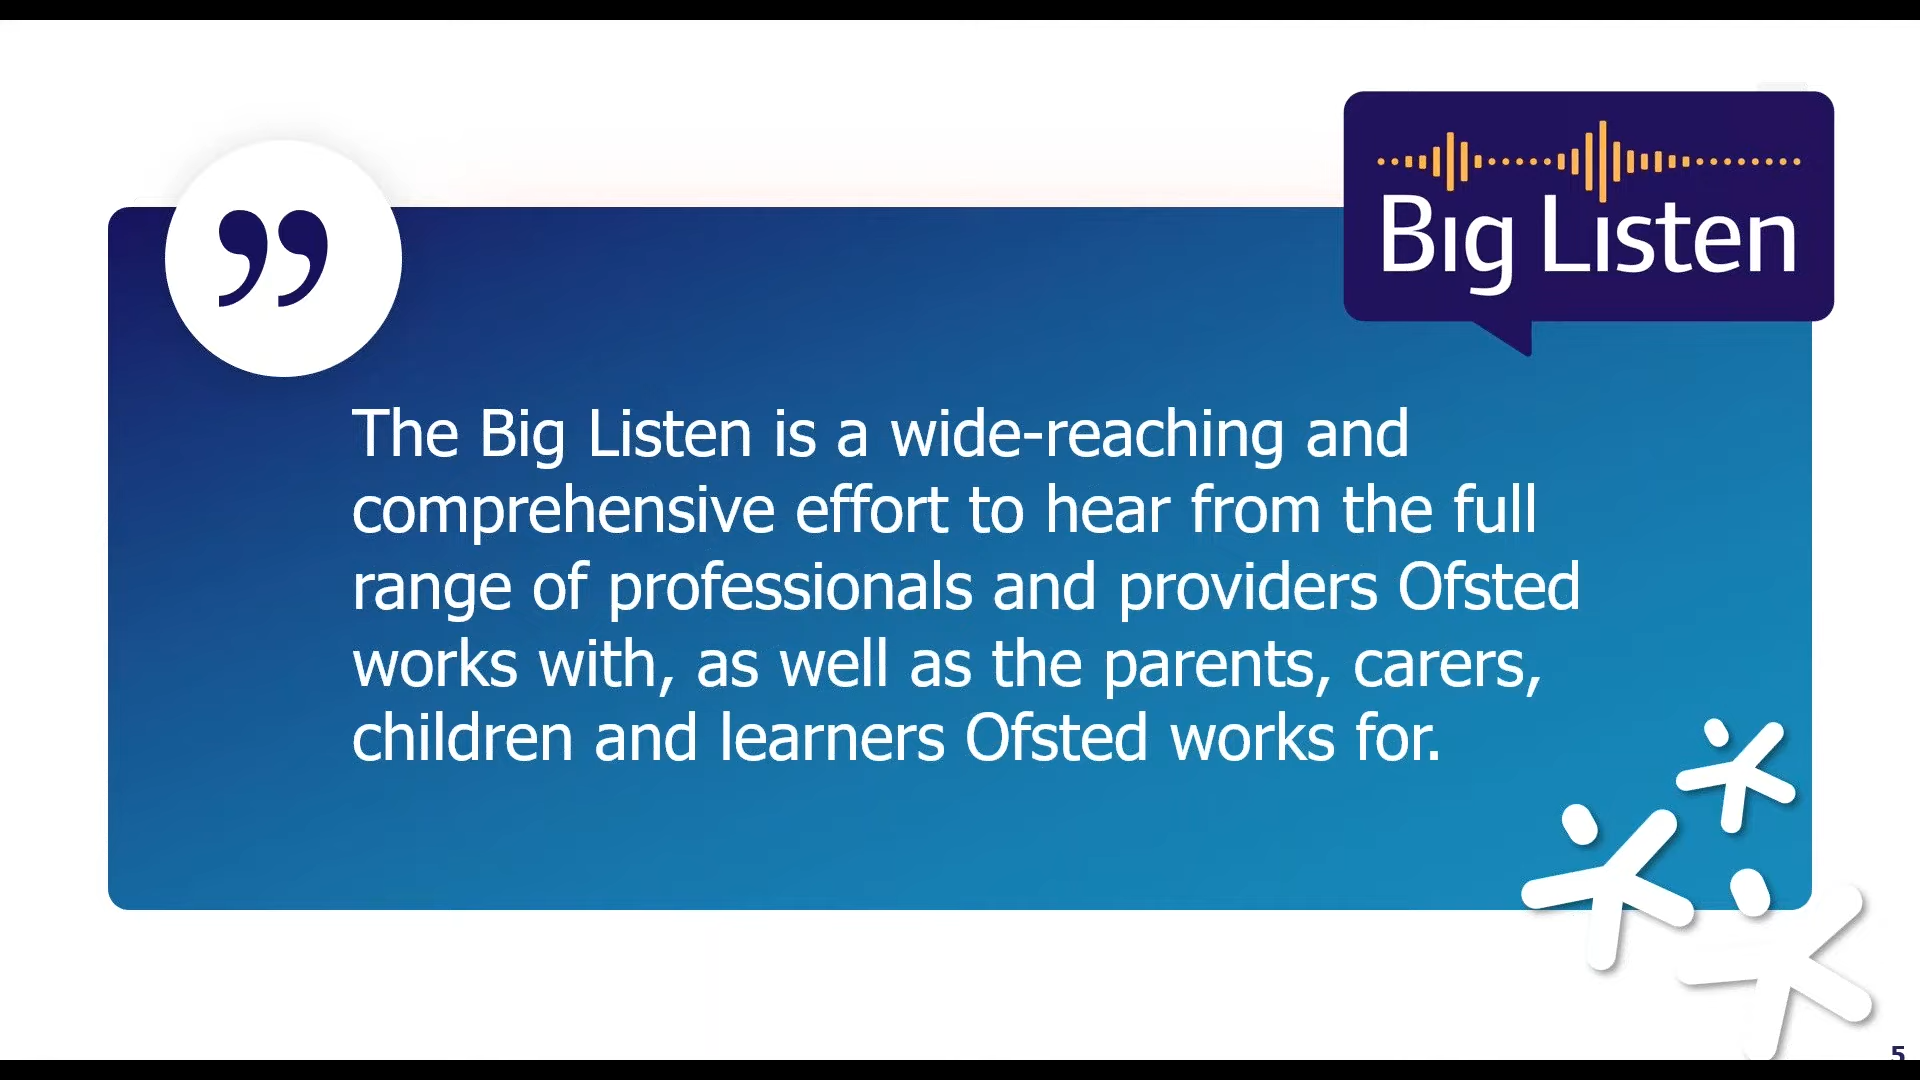 ”
Big Listen
The Big Listen is a wide-reaching and
comprehensive effort to hear from the full
range of professionals and providers Ofsted
works with, as well as the parents, carers,
children and learners Ofsted works for.
5